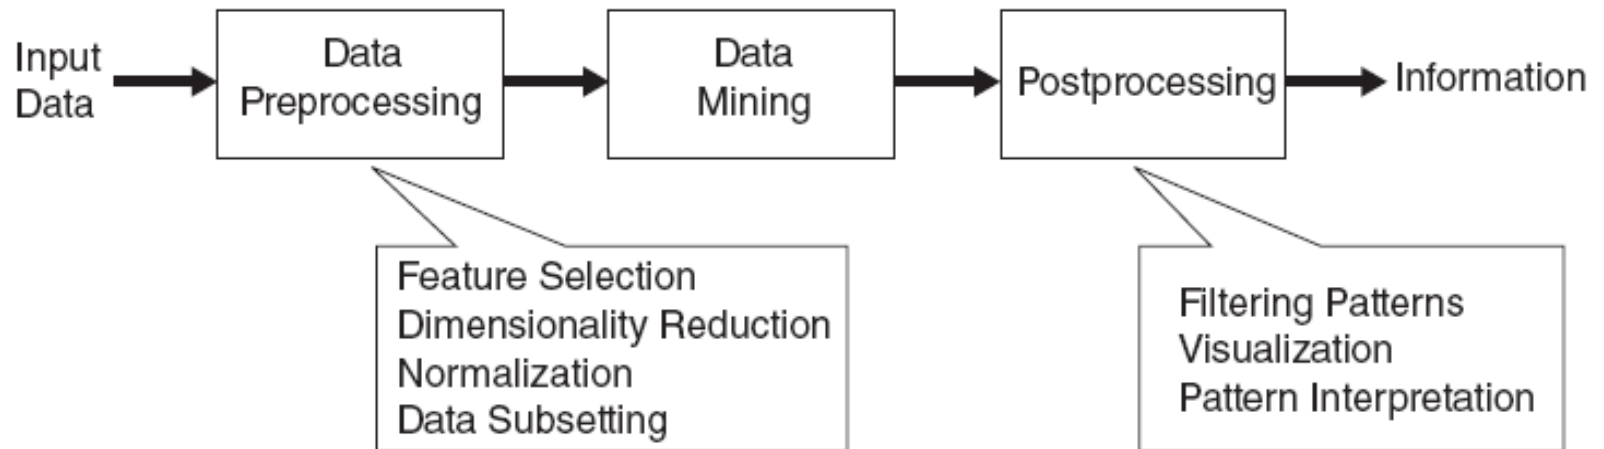 Input
Data
Data
Preprocessing
Data
Mining
Postprocessing
Information
Feature Selection
Dimensionality Reduction
Normalization
Data Subsetting
Filtering Patterns
Visualization
Pattern Interpretation